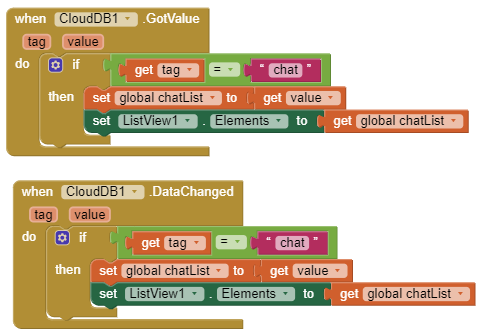 when CloudDB1 .GotValue
tag value
do if get tag = " chat "
then set global chatList to get value
set ListView1 . Elements to get global chatList
when CloudDB1 .DataChanged
tag value
do if get tag = " chat "
then set global chatList to get value
set ListView1 . Elements to get global chatList